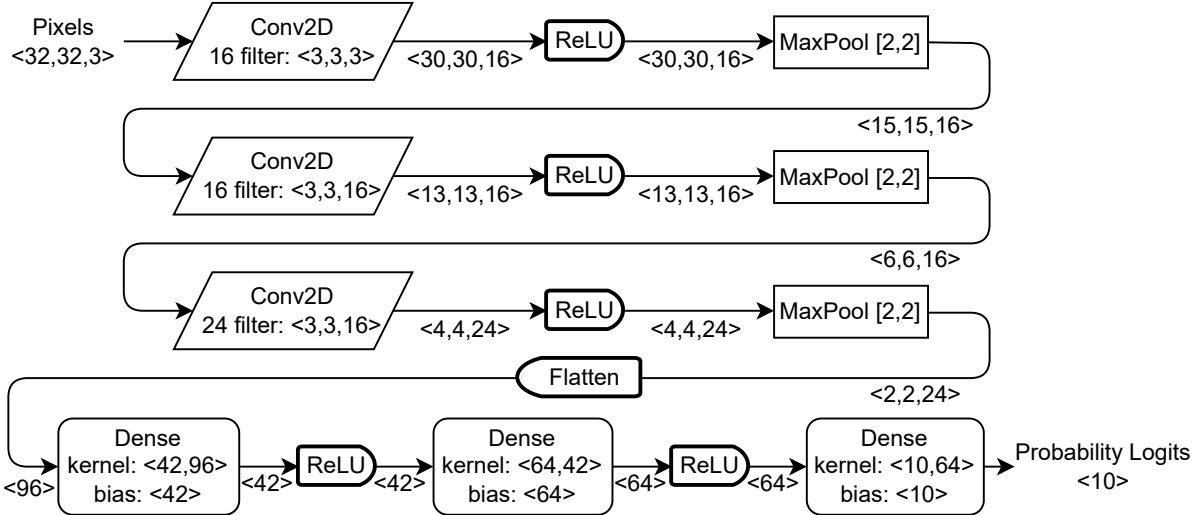 Pixels
<32,32,3>
Conv2D
16 filter: <3,3,3>
<30,30,16>
ReLU
<30,30,16>
MaxPool [2,2]
<15,15,16>
Conv2D
16 filter: <3,3,16>
<13,13,16>
ReLU
<13,13,16>
MaxPool [2,2]
<6,6,16>
Conv2D
24 filter: <3,3,16>
<4,4,24>
ReLU
<4,4,24>
MaxPool [2,2]
<2,2,24>
Flatten
<96>
Dense
kernel: <42,96>
bias: <42>
<42>
ReLU
<42>
Dense
kernel: <64,42>
bias: <64>
<64>
ReLU
<64>
Dense
kernel: <10,64>
bias: <10>
Probability Logits
<10>